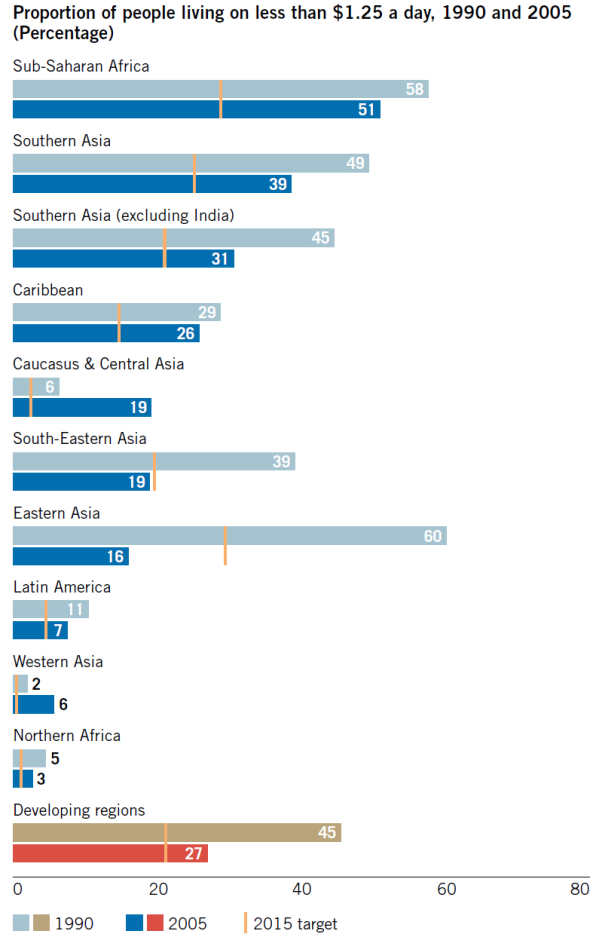 Proportion of people living on less than $1.25 a day, 1990 and 2005
(Percentage)
Sub-Saharan Africa
58
51
Southern Asia
49
39
Southern Asia (excluding India)
45
31
Caribbean
29
26
Caucasus & Central Asia
6
19
South-Eastern Asia
39
19
Eastern Asia
60
16
Latin America
11
7
Western Asia
2
6
Northern Africa
5
3
Developing regions
45
27
0 20 40 60 80
1990 2005 2015 target